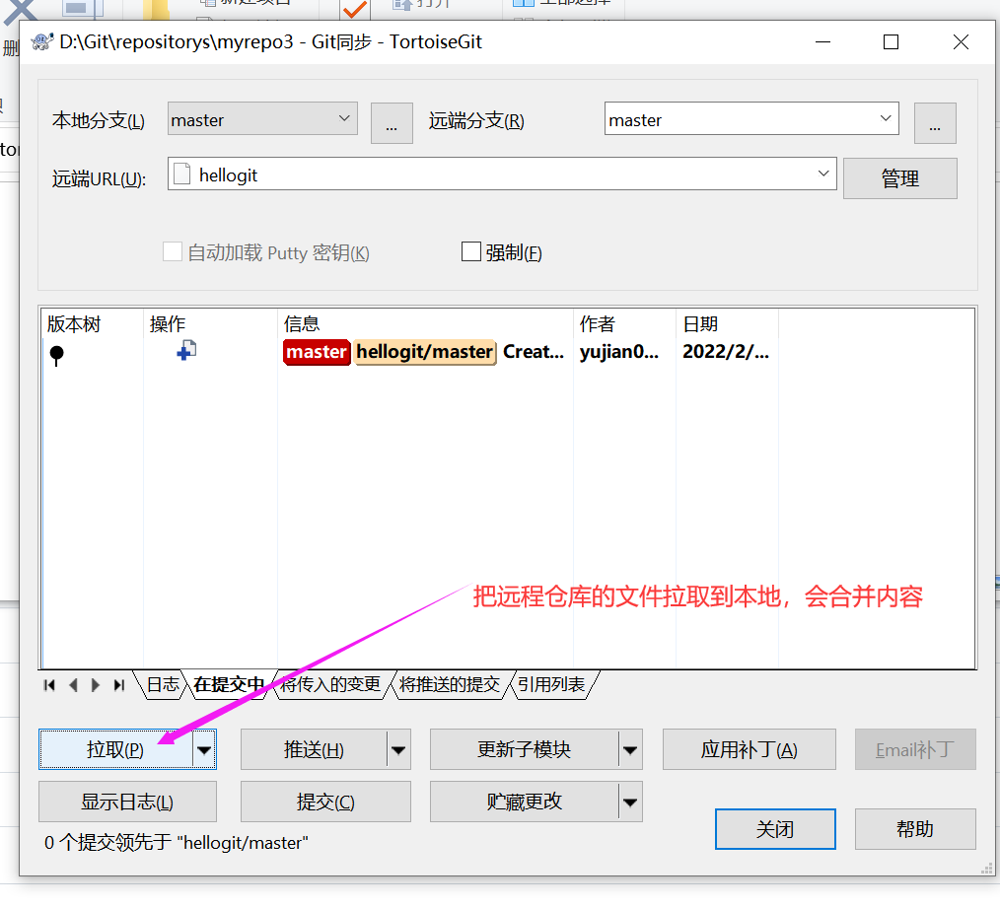 D:\Git\repositorys\myrepo3 - Git同步 - TortoiseGit
本地分支(L)
master
...
远端分支(R)
master
...
远端URL(U):
hellogit
管理
自动加载 Putty 密钥(K)
强制(F)
版本树 操作 信息 作者 日期
master hellogit/master Creat... yujian0... 2022/2/...
把远程仓库的文件拉取到本地，会合并内容
日志 在提交中 将传入的变更 将推送的提交 引用列表
拉取(P) 推送(H) 更新子模块 应用补丁(A) Email补丁
显示日志(L) 提交(C) 贮藏更改
关闭 帮助
0 个提交领先于 "hellogit/master"